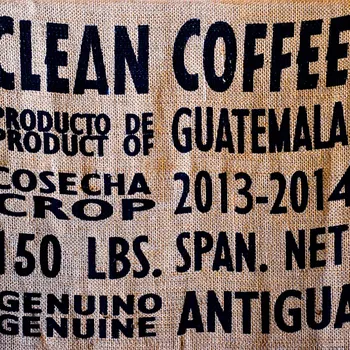 CLEAN COFFEE
PRODUCTO DE
PRODUCT OF
GUATEMALA
COSECHA
CROP
2013-2014
150 LBS. SPAN. NET
GENUINO
GENUINE
ANTIGUA